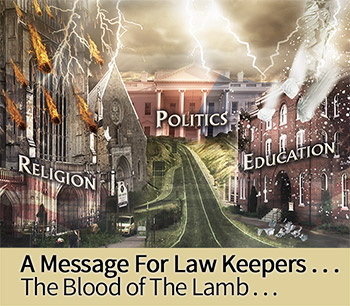 POLITICS
RELIGION
EDUCATION
A Message For Law Keepers . . .
The Blood of The Lamb . . .